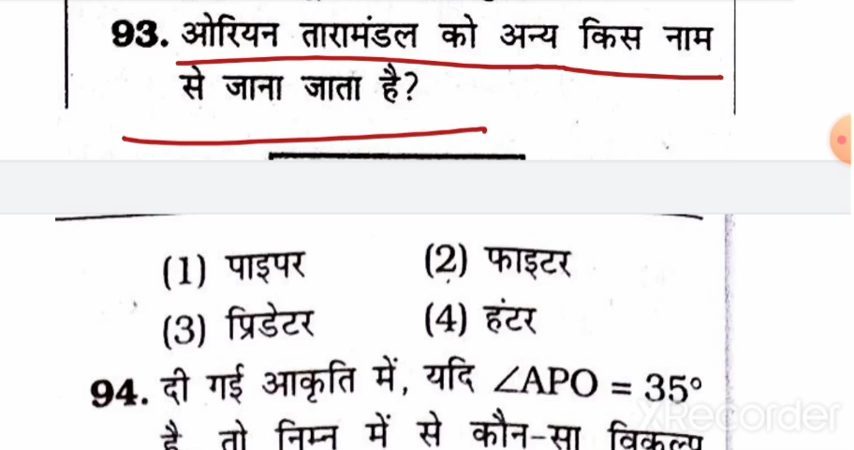 93. ओरियन तारामंडल को अन्य किस नाम
से जाना जाता है?
(1) पाइपर (2) फाइटर
(3) प्रिडेटर (4) हंटर
94. दी गई आकृति में, यदि ∠APO = 35°
है, तो निम्न में से कौन-सा विकल्प
XRecorder